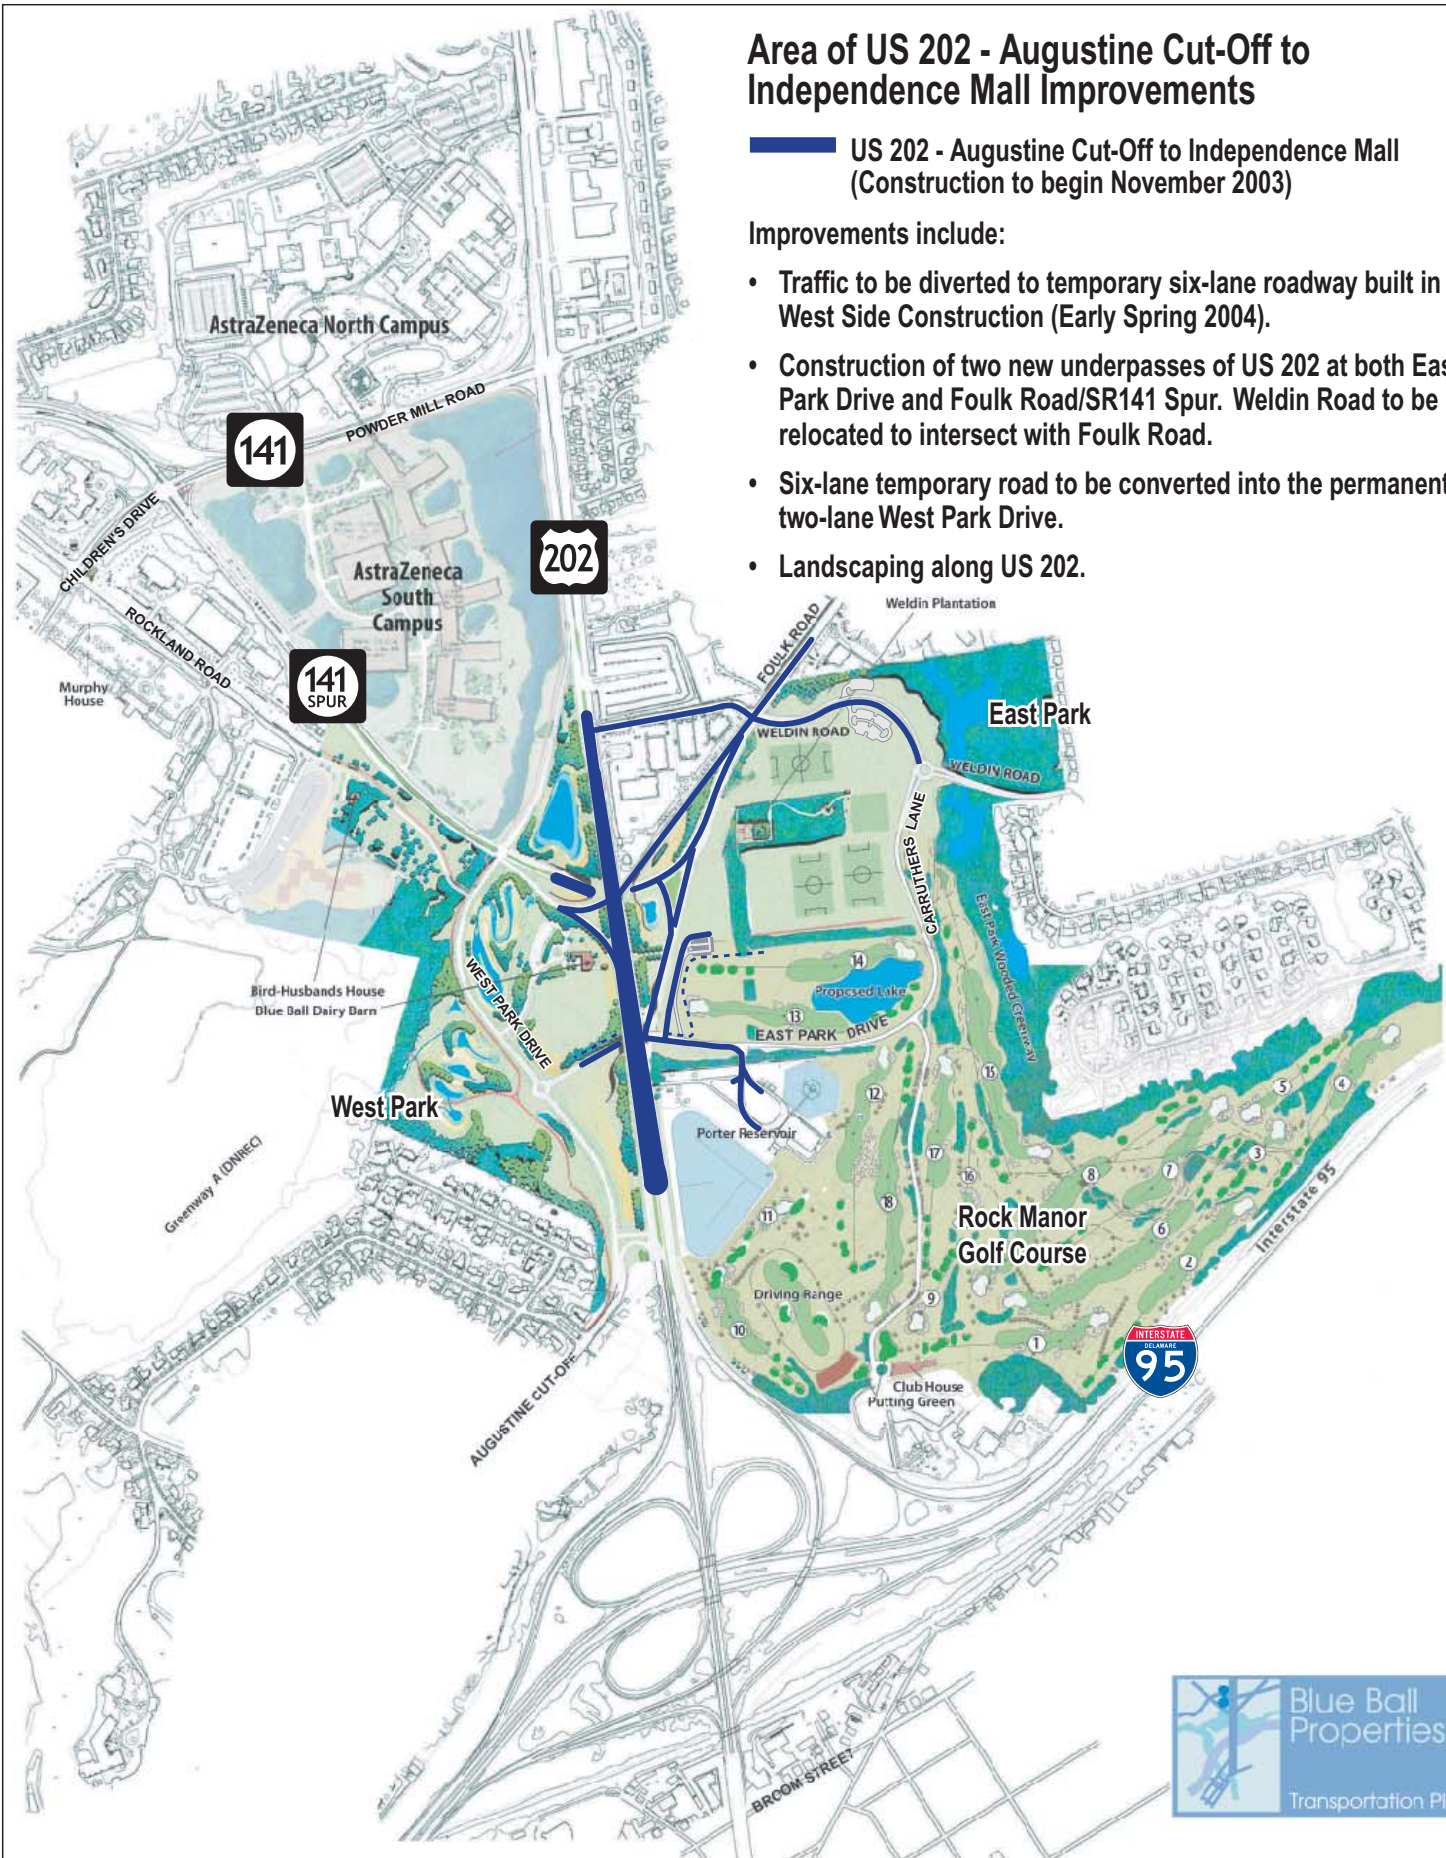 Area of US 202 - Augustine Cut-Off to
Independence Mall Improvements
US 202 - Augustine Cut-Off to Independence Mall
(Construction to begin November 2003)
Improvements include:
• Traffic to be diverted to temporary six-lane roadway built in
West Side Construction (Early Spring 2004).
• Construction of two new underpasses of US 202 at both Eas
Park Drive and Foulk Road/SR141 Spur. Weldin Road to be
relocated to intersect with Foulk Road.
• Six-lane temporary road to be converted into the permanent
two-lane West Park Drive.
• Landscaping along US 202.
AstraZeneca North Campus
POWDER MILL ROAD
141
CHILDREN'S DRIVE
AstraZeneca
South
Campus
202
ROCKLAND ROAD
141
SPUR
Murphy
House
Weldin Plantation
FOULK ROAD
East Park
WELDIN ROAD
WELDIN ROAD
CARRUTHERS LANE
East Park Wooded Greenway
Bird-Husbands House
Blue Ball Dairy Barn
WEST PARK DRIVE
14
Proposed Lake
13
EAST PARK DRIVE
West Park
Greenway A (DNREC)
Porter Reservoir
12
15
5
4
3
7
8
16
17
18
11
6
2
Rock Manor
Golf Course
Interstate 95
Driving Range
9
10
1
INTERSTATE
DELAWARE
95
Club House
Putting Green
AUGUSTINE CUT-OFF
BROOM STREET
Blue Ball
Properties
Transportation Pl